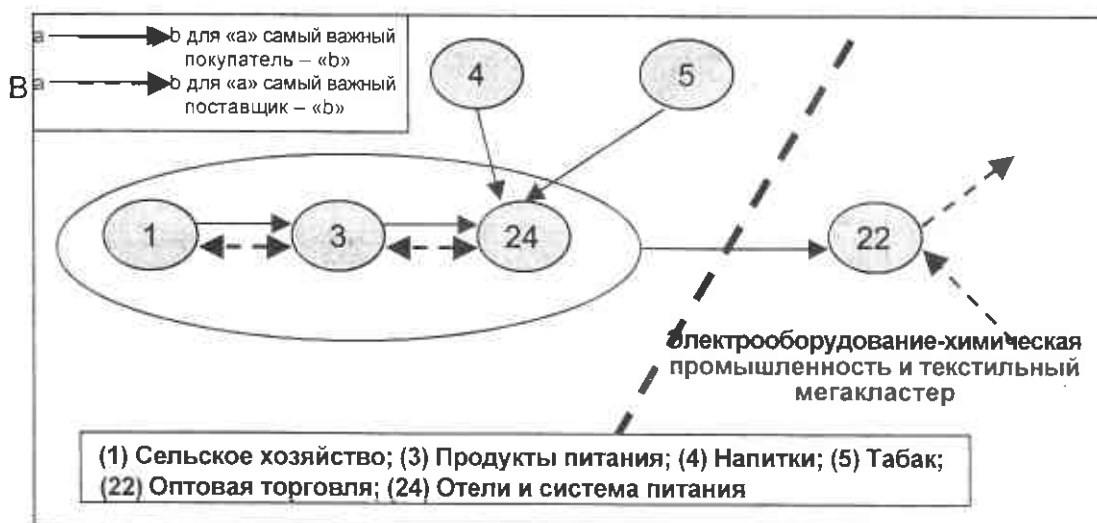 a b для «a» самый важный
покупатель – «b»
B a b для «a» самый важный
поставщик – «b»
4 5
1 3 24 22
Электрооборудование-химическая
промышленность и текстильный
мегакластер
(1) Сельское хозяйство; (3) Продукты питания; (4) Напитки; (5) Табак;
(22) Оптовая торговля; (24) Отели и система питания